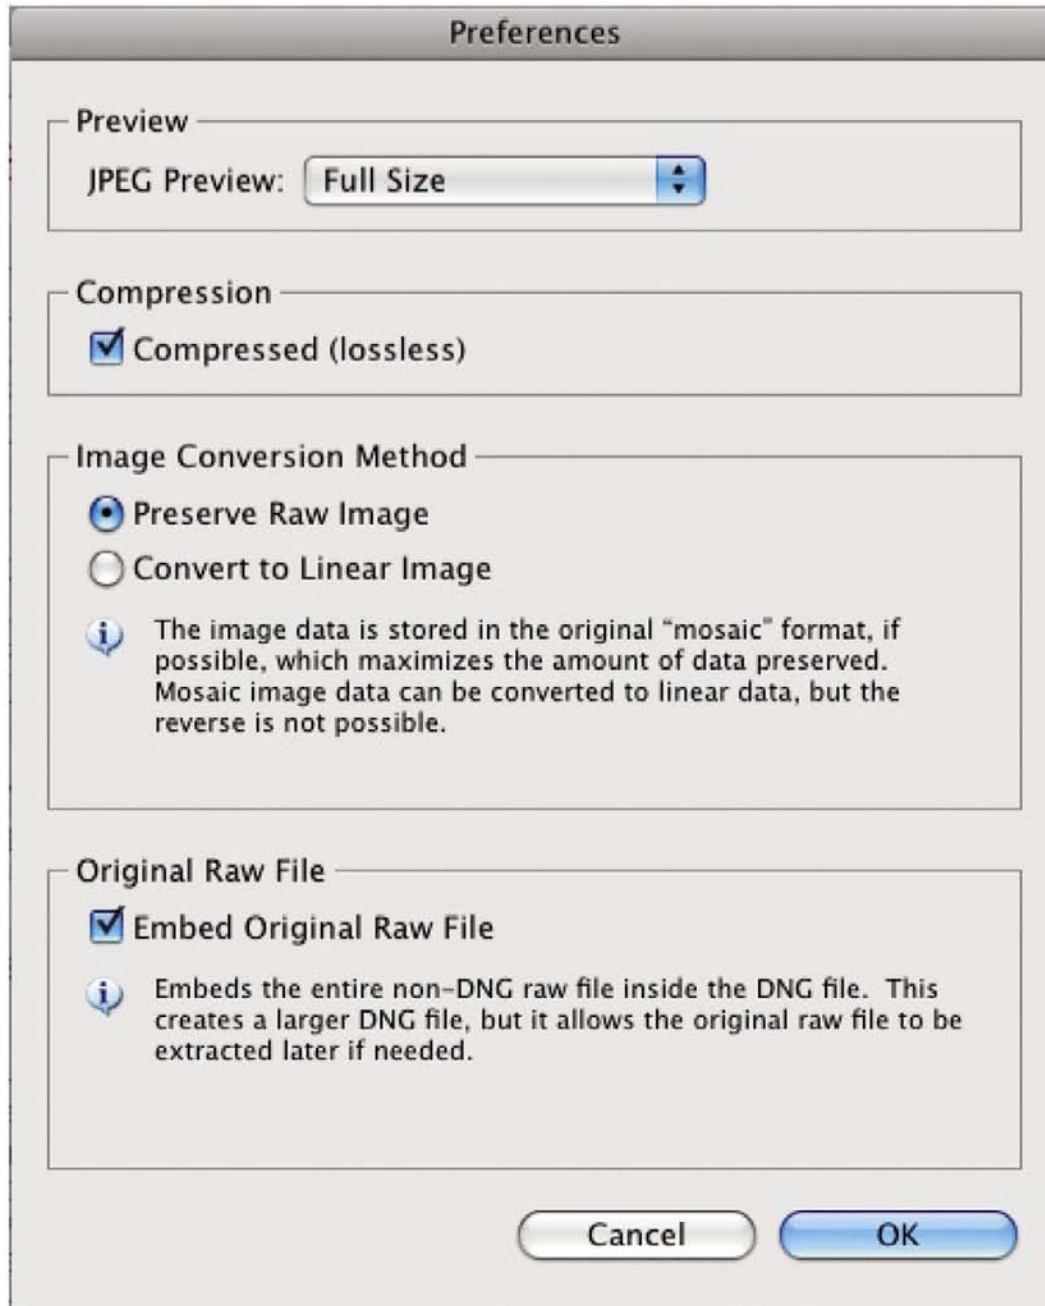 Preferences
Preview
JPEG Preview: Full Size
Compression
Compressed (lossless)
Image Conversion Method
Preserve Raw Image
Convert to Linear Image
The image data is stored in the original “mosaic” format, if
possible, which maximizes the amount of data preserved.
Mosaic image data can be converted to linear data, but the
reverse is not possible.
Original Raw File
Embed Original Raw File
Embeds the entire non-DNG raw file inside the DNG file.  This
creates a larger DNG file, but it allows the original raw file to be
extracted later if needed.
Cancel OK